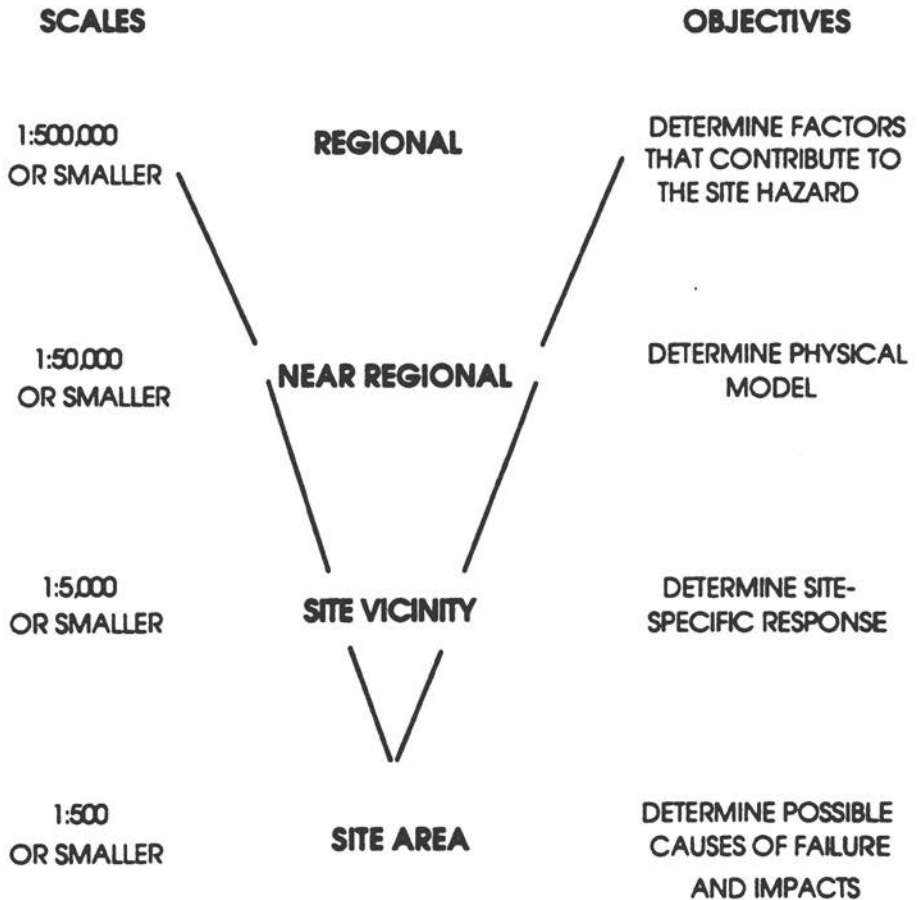 SCALES
OBJECTIVES
1:500,000
OR SMALLER
REGIONAL
DETERMINE FACTORS
THAT CONTRIBUTE TO
THE SITE HAZARD
1:50,000
OR SMALLER
NEAR REGIONAL
DETERMINE PHYSICAL
MODEL
1:5,000
OR SMALLER
SITE VICINITY
DETERMINE SITE-
SPECIFIC RESPONSE
1:500
OR SMALLER
SITE AREA
DETERMINE POSSIBLE
CAUSES OF FAILURE
AND IMPACTS